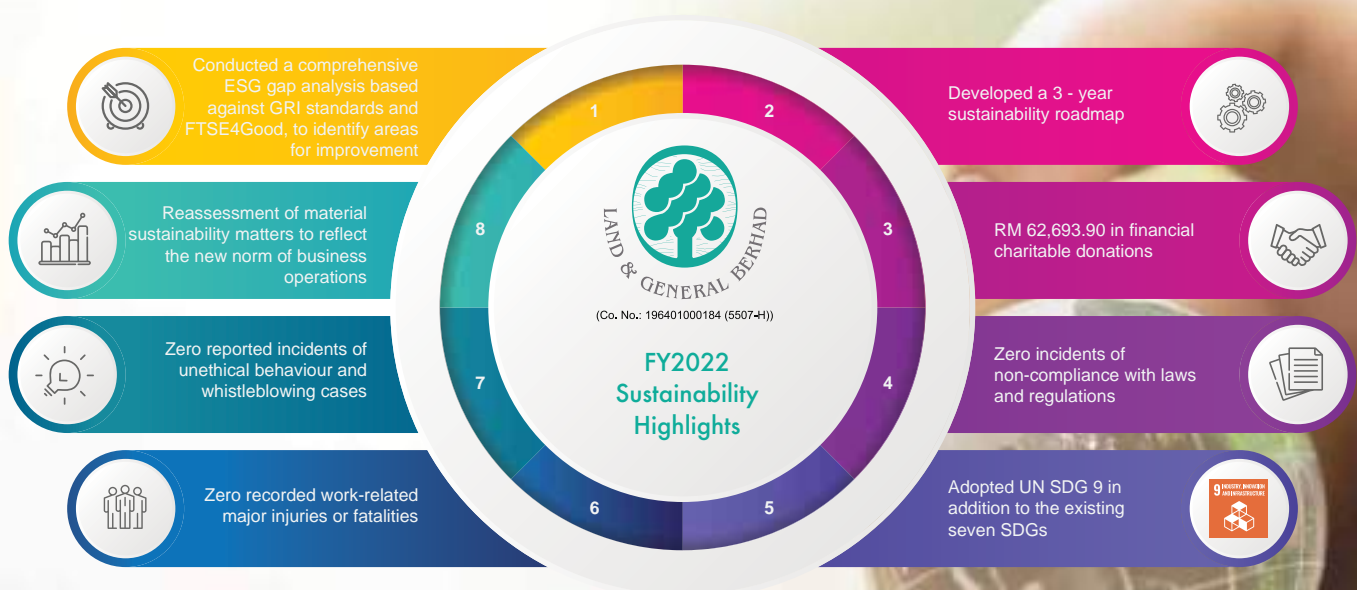 Conducted a comprehensive
ESG gap analysis based
against GRI standards and
FTSE4Good, to identify areas
for improvement
1
2
Developed a 3 - year
sustainability roadmap
3
RM 62,693.90 in financial
charitable donations
4
Zero incidents of
non-compliance with laws
and regulations
5
Adopted UN SDG 9 in
addition to the existing
seven SDGs
9 INDUSTRY, INNOVATION
AND INFRASTRUCTURE
6
Zero recorded work-related
major injuries or fatalities
7
Zero reported incidents of
unethical behaviour and
whistleblowing cases
8
Reassessment of material
sustainability matters to reflect
the new norm of business
operations
LAND & GENERAL BERHAD
(Co. No.: 196401000184 (5507-H))
FY2022
Sustainability
Highlights